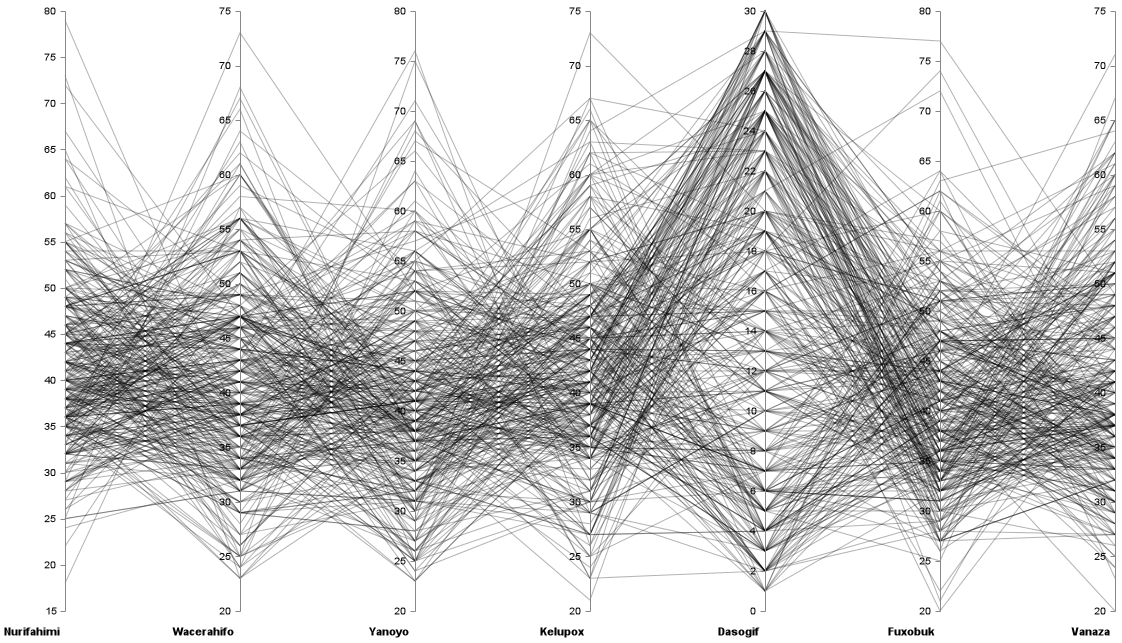 80 75 80 75 30 80 75
75 70 75 70 28 75 70
70 65 70 65 26 70 65
65 60 65 60 24 65 60
60 55 60 55 22 60 55
55 50 55 50 20 55 50
50 45 50 45 18 50 45
45 40 45 40 16 45 40
40 35 40 35 14 40 35
35 30 35 30 12 35 30
30 25 30 25 10 30 25
25 20 25 20 8 25 20
20 20 6 20
15 4
2
0
Nurifahimi Wacerahifo Yanoyo Kelupox Dasogif Fuxobuk Vanaza